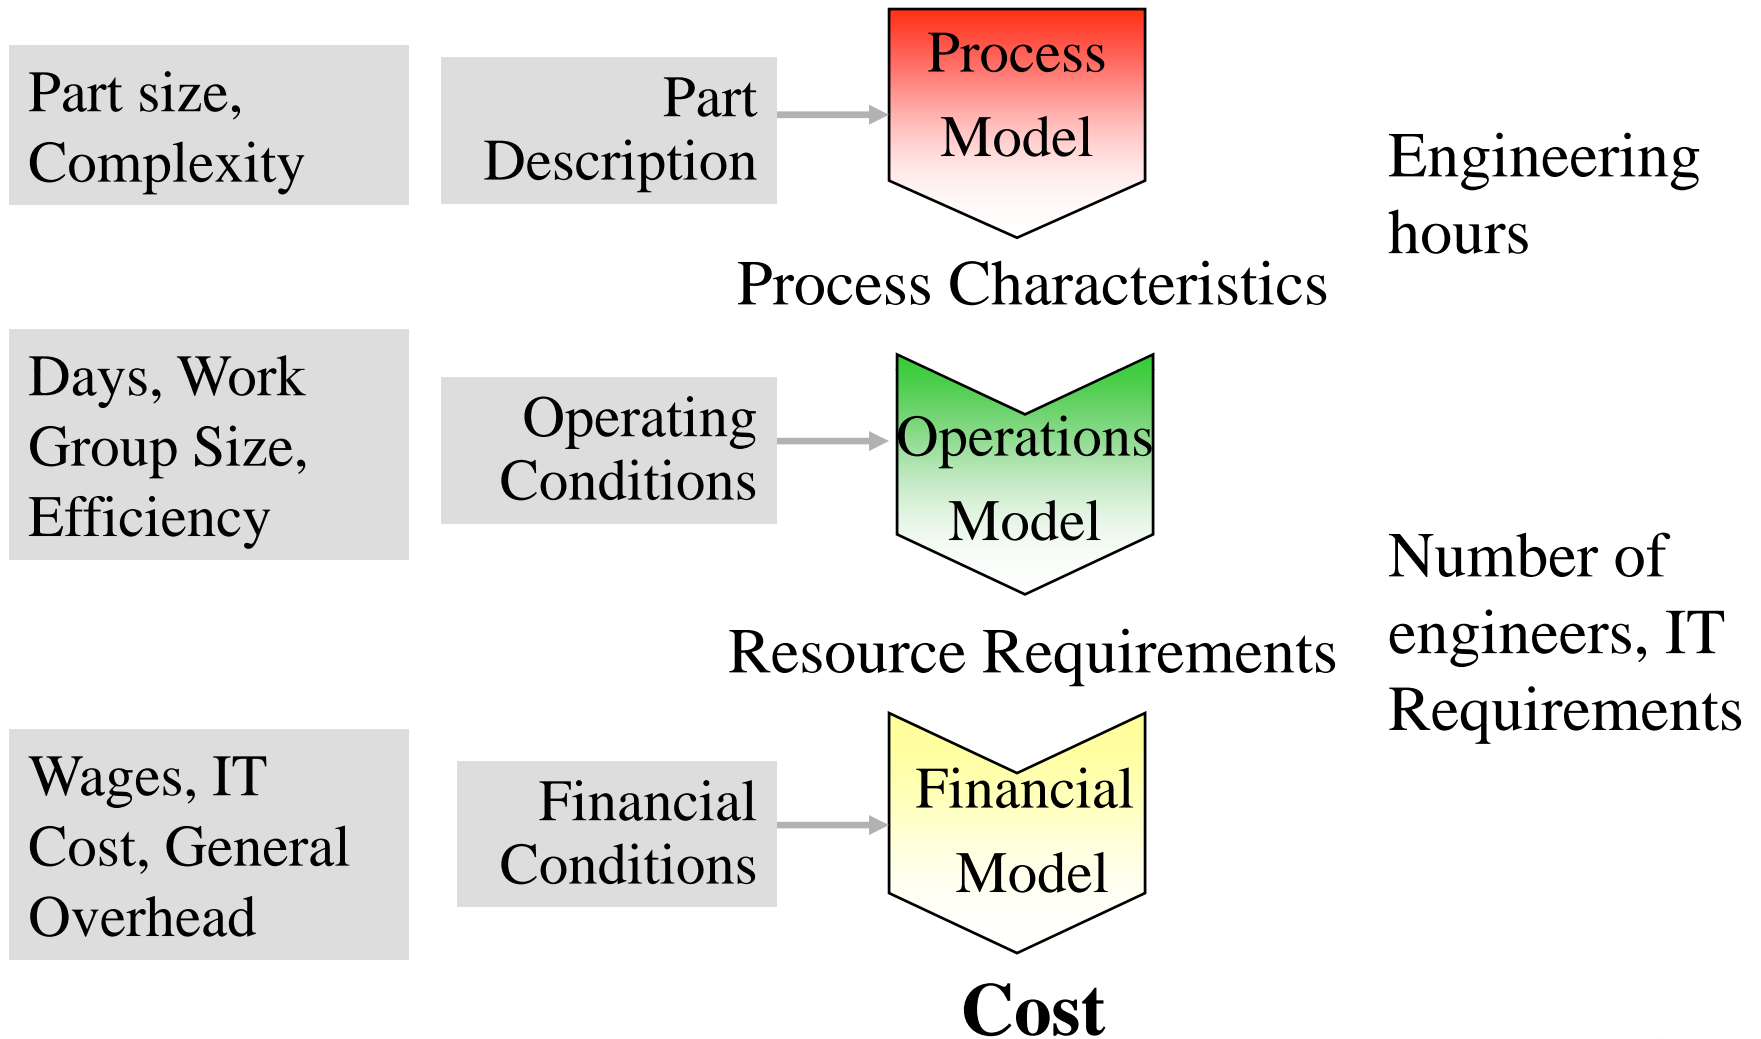 Part size,
Complexity
Part
Description
Process
Model
Engineering
hours
Process Characteristics
Days, Work
Group Size,
Efficiency
Operating
Conditions
Operations
Model
Number of
engineers, IT
Requirements
Resource Requirements
Wages, IT
Cost, General
Overhead
Financial
Conditions
Financial
Model
Cost